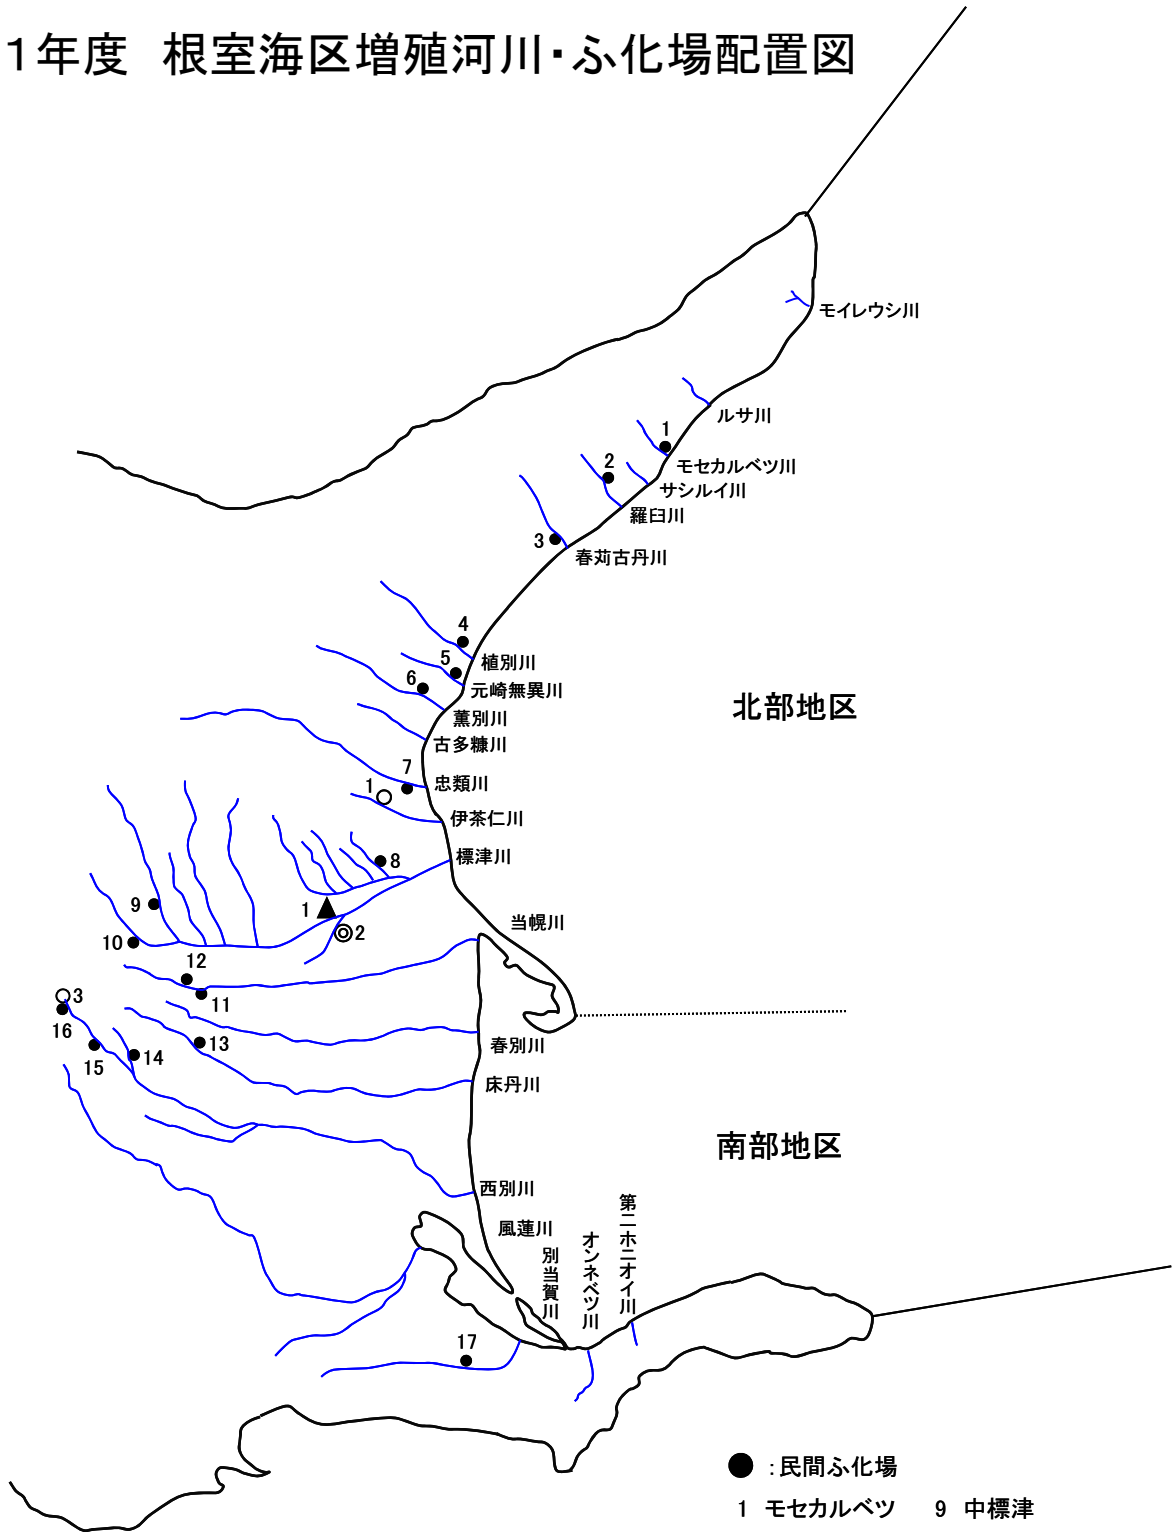 1年度　根室海区増殖河川・ふ化場配置図
モイレウシ川
ルサ川
1
モセカルベツ川
2
サシルイ川
羅臼川
3
春苅古丹川
4
植別川
5
元崎無異川
6
薫別川
北部地区
古多糠川
7
忠類川
1
伊茶仁川
標津川
8
9
1
当幌川
2
10
12
11
3
16
春別川
13
14
15
床丹川
南部地区
西別川
第二ホニオイ川
風蓮川
オンネベツ川
別当賀川
17
● :民間ふ化場
1 モセカルベツ 9 中標津